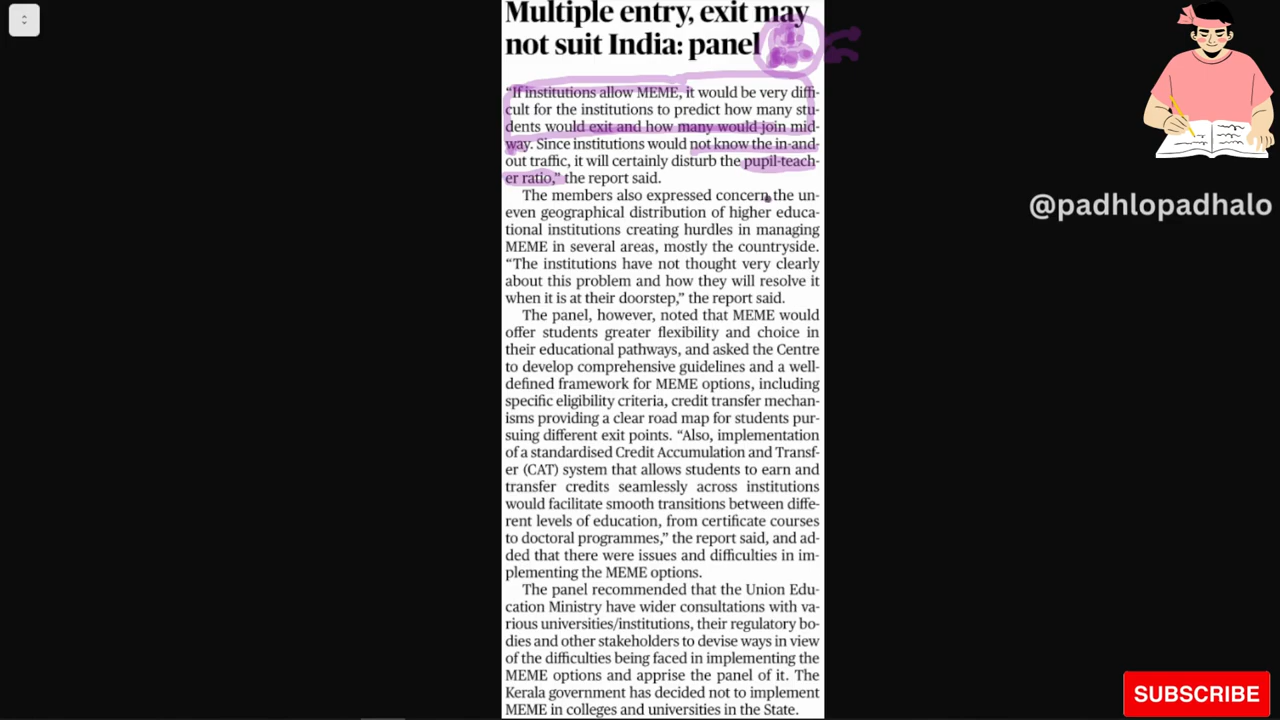 Multiple entry, exit may
not suit India: panel
“If institutions allow MEME, it would be very diffi-
cult for the institutions to predict how many stu-
dents would exit and how many would join mid-
way. Since institutions would not know the in-and-
out traffic, it will certainly disturb the pupil-teach-
er ratio,” the report said.
The members also expressed concern the un-
even geographical distribution of higher educa-
tional institutions creating hurdles in managing
MEME in several areas, mostly the countryside.
“The institutions have not thought very clearly
about this problem and how they will resolve it
when it is at their doorstep,” the report said.
The panel, however, noted that MEME would
offer students greater flexibility and choice in
their educational pathways, and asked the Centre
to develop comprehensive guidelines and a well-
defined framework for MEME options, including
specific eligibility criteria, credit transfer mechan-
isms providing a clear road map for students pur-
suing different exit points. “Also, implementation
of a standardised Credit Accumulation and Transf-
er (CAT) system that allows students to earn and
transfer credits seamlessly across institutions
would facilitate smooth transitions between diffe-
rent levels of education, from certificate courses
to doctoral programmes,” the report said, and ad-
ded that there were issues and difficulties in im-
plementing the MEME options.
The panel recommended that the Union Edu-
cation Ministry have wider consultations with va-
rious universities/institutions, their regulatory bo-
dies and other stakeholders to devise ways in view
of the difficulties being faced in implementing the
MEME options and apprise the panel of it. The
Kerala government has decided not to implement
MEME in colleges and universities in the State.
@padhlopadhalo
SUBSCRIBE